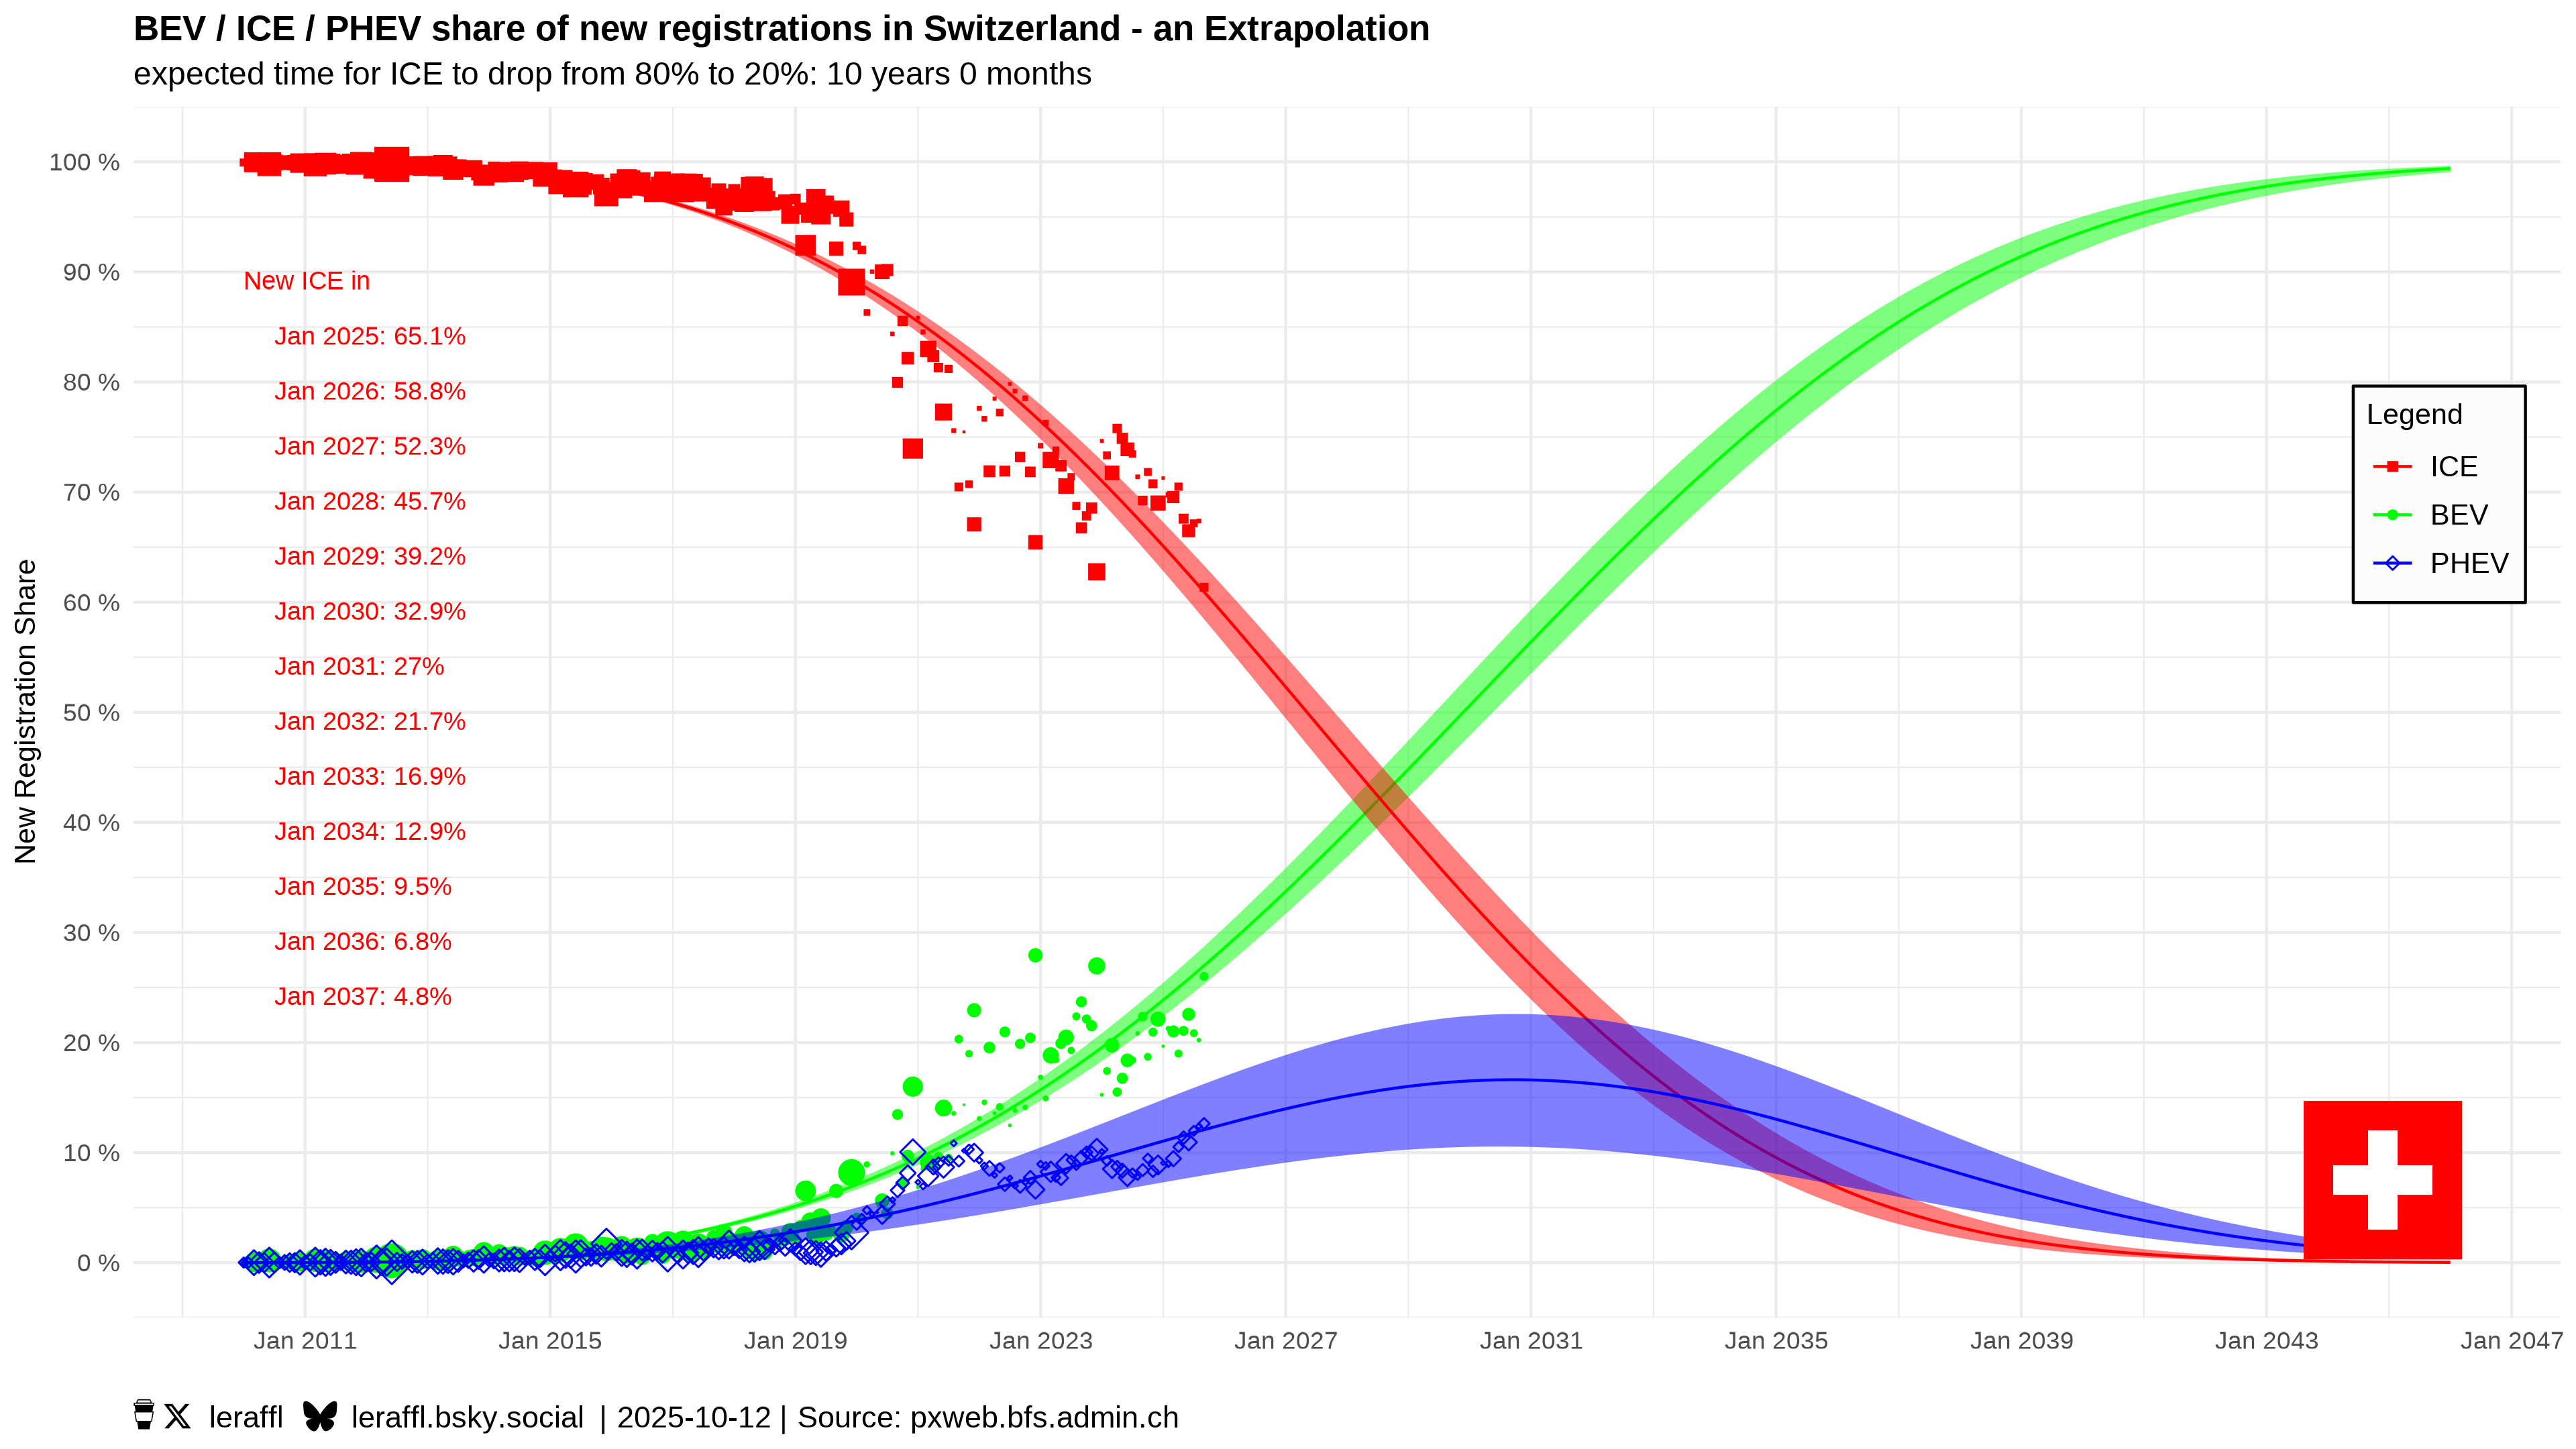 BEV / ICE / PHEV share of new registrations in Switzerland - an Extrapolation
expected time for ICE to drop from 80% to 20%: 10 years 0 months
New Registration Share
100 %
90 %
80 %
70 %
60 %
50 %
40 %
30 %
20 %
10 %
0 %
New ICE in
Jan 2025: 65.1%
Jan 2026: 58.8%
Jan 2027: 52.3%
Jan 2028: 45.7%
Jan 2029: 39.2%
Jan 2030: 32.9%
Jan 2031: 27%
Jan 2032: 21.7%
Jan 2033: 16.9%
Jan 2034: 12.9%
Jan 2035: 9.5%
Jan 2036: 6.8%
Jan 2037: 4.8%
Legend
ICE
BEV
PHEV
Jan 2011 Jan 2015 Jan 2019 Jan 2023 Jan 2027 Jan 2031 Jan 2035 Jan 2039 Jan 2043 Jan 2047
leraffl leraffl.bsky.social | 2025-10-12 | Source: pxweb.bfs.admin.ch